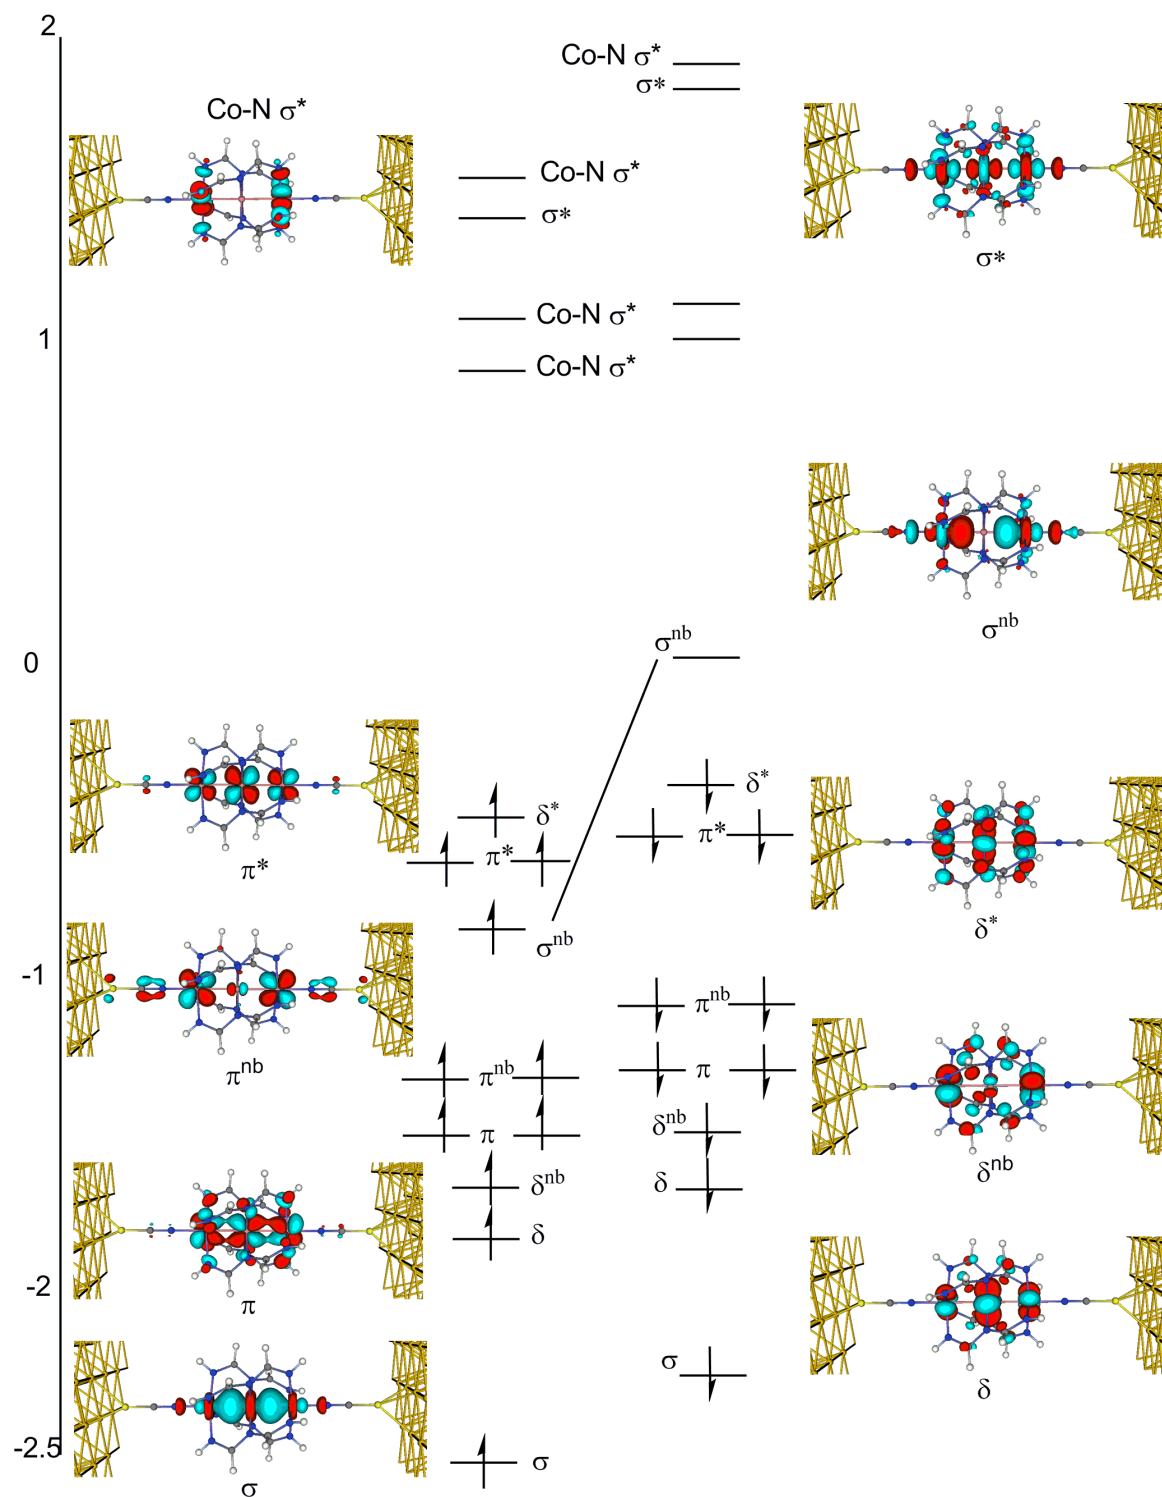 2
Co-N σ*
σ*
Co-N σ*
Co-N σ*
σ*
σ*
Co-N σ*
1
Co-N σ*
σⁿᵇ
σⁿᵇ
0
δ*
δ*
π*
π*
π*
δ*
σⁿᵇ
-1
πⁿᵇ
πⁿᵇ
πⁿᵇ
π
δⁿᵇ
π
δⁿᵇ
δⁿᵇ
δ
δ
-2
π
σ
δ
-2.5
σ
σ